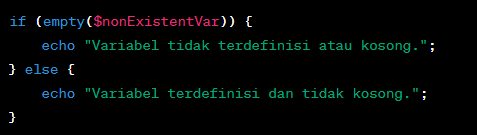 if (empty($nonExistentVar)) {
    echo "Variabel tidak terdefinisi atau kosong.";
} else {
    echo "Variabel terdefinisi dan tidak kosong.";
}